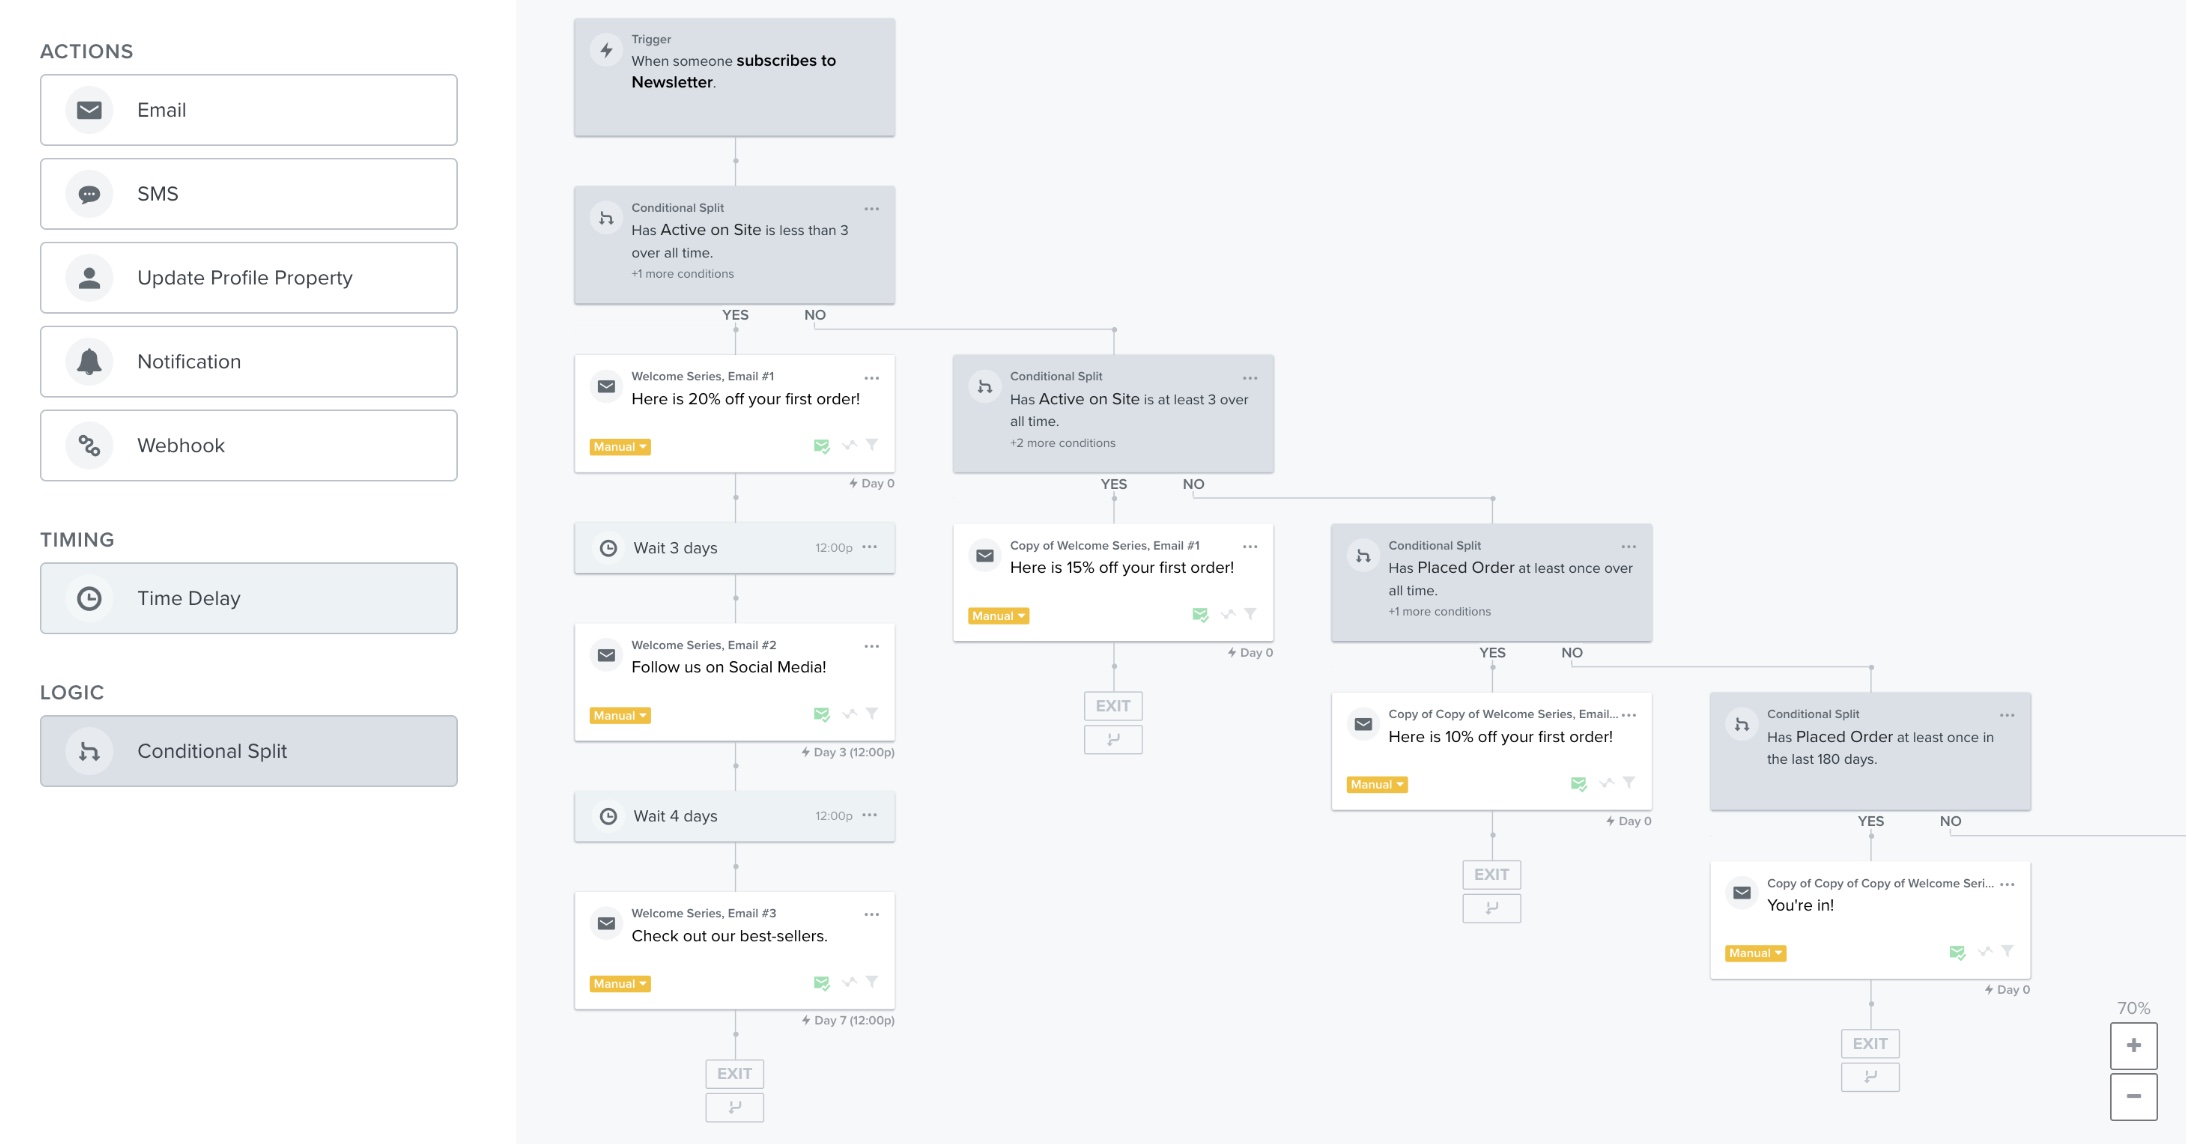 ACTIONS
Email
SMS
Update Profile Property
Notification
Webhook
TIMING
Time Delay
LOGIC
Conditional Split
Trigger
When someone subscribes to
Newsletter.
Conditional Split
Has Active on Site is less than 3
over all time.
+1 more conditions
YES
NO
Welcome Series, Email #1
Here is 20% off your first order!
Manual
Day 0
Wait 3 days
12:00p
Welcome Series, Email #2
Follow us on Social Media!
Manual
Day 3 (12:00p)
Wait 4 days
12:00p
Welcome Series, Email #3
Check out our best-sellers.
Manual
Day 7 (12:00p)
EXIT
Conditional Split
Has Active on Site is at least 3 over
all time.
+2 more conditions
YES
NO
Copy of Welcome Series, Email #1
Here is 15% off your first order!
Manual
Day 0
EXIT
Conditional Split
Has Placed Order at least once over
all time.
+1 more conditions
YES
NO
Copy of Copy of Welcome Series, Email...
Here is 10% off your first order!
Manual
Day 0
EXIT
Conditional Split
Has Placed Order at least once in
the last 180 days.
YES
NO
Copy of Copy of Copy of Welcome Seri...
You're in!
Manual
Day 0
EXIT
70%
+
−